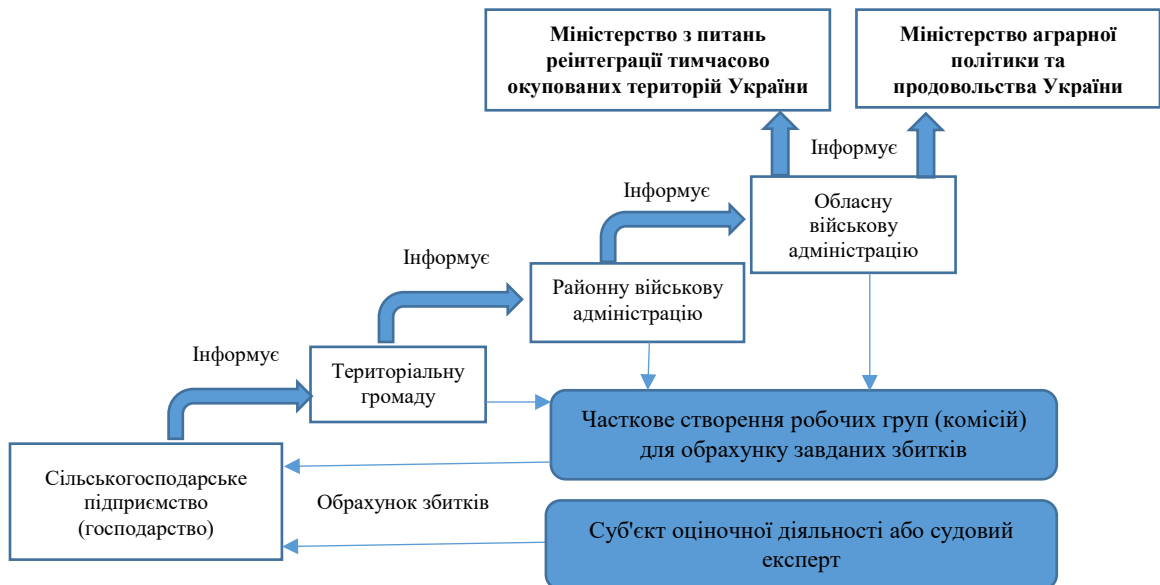 Міністерство з питань
реінтеграції тимчасово
окупованих територій України
Міністерство аграрної
політики та
продовольства України
Інформує
Інформує
Обласну
військову
адміністрацію
Інформує
Районну військову
адміністрацію
Інформує
Територіальну
громаду
Часткове створення робочих груп (комісій)
для обрахунку завданих збитків
Сільськогосподарське
підприємство
(господарство)
Обрахунок збитків
Суб'єкт оціночної діяльності або судовий
експерт